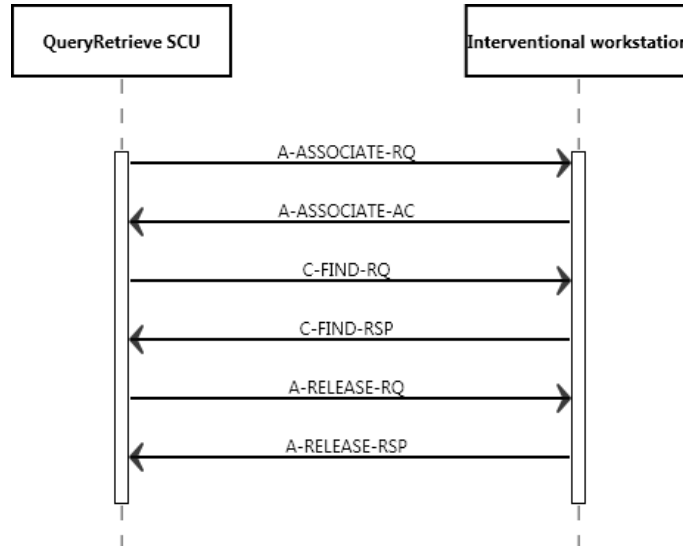 QueryRetrieve SCU
Interventional workstation
A-ASSOCIATE-RQ
A-ASSOCIATE-AC
C-FIND-RQ
C-FIND-RSP
A-RELEASE-RQ
A-RELEASE-RSP